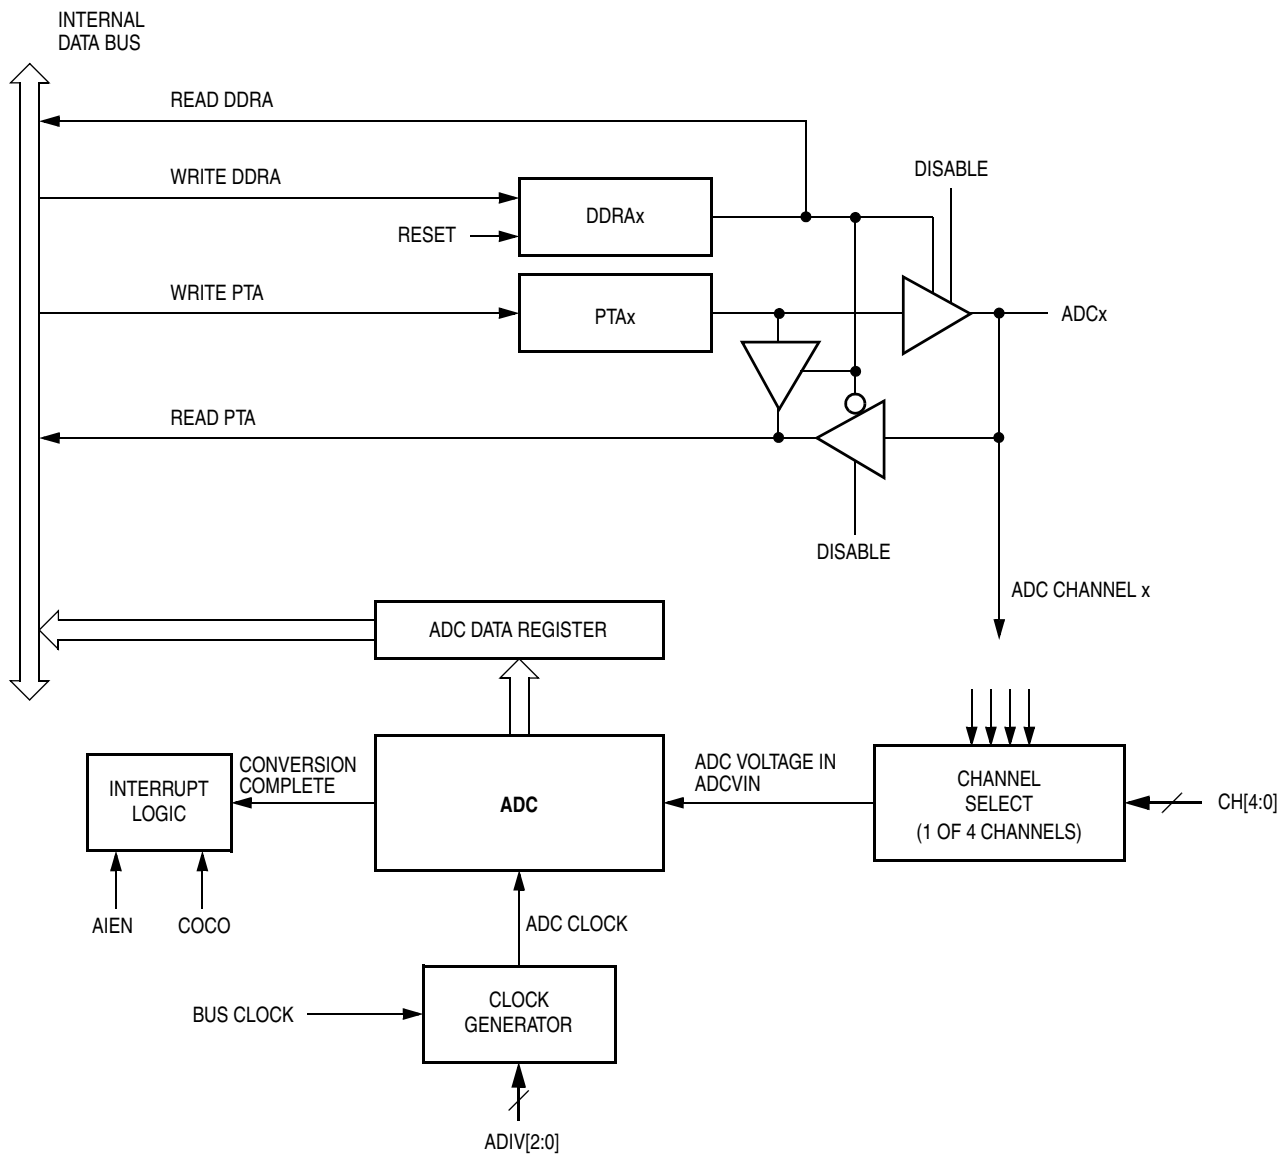 INTERNAL
DATA BUS
READ DDRA
WRITE DDRA
DISABLE
DDRAx
RESET
WRITE PTA
PTAx
ADCx
READ PTA
DISABLE
ADC CHANNEL x
ADC DATA REGISTER
INTERRUPT
LOGIC
CONVERSION
COMPLETE
ADC
ADC VOLTAGE IN
ADCVIN
CHANNEL
SELECT
(1 OF 4 CHANNELS)
CH[4:0]
AIEN
COCO
ADC CLOCK
BUS CLOCK
CLOCK
GENERATOR
ADIV[2:0]